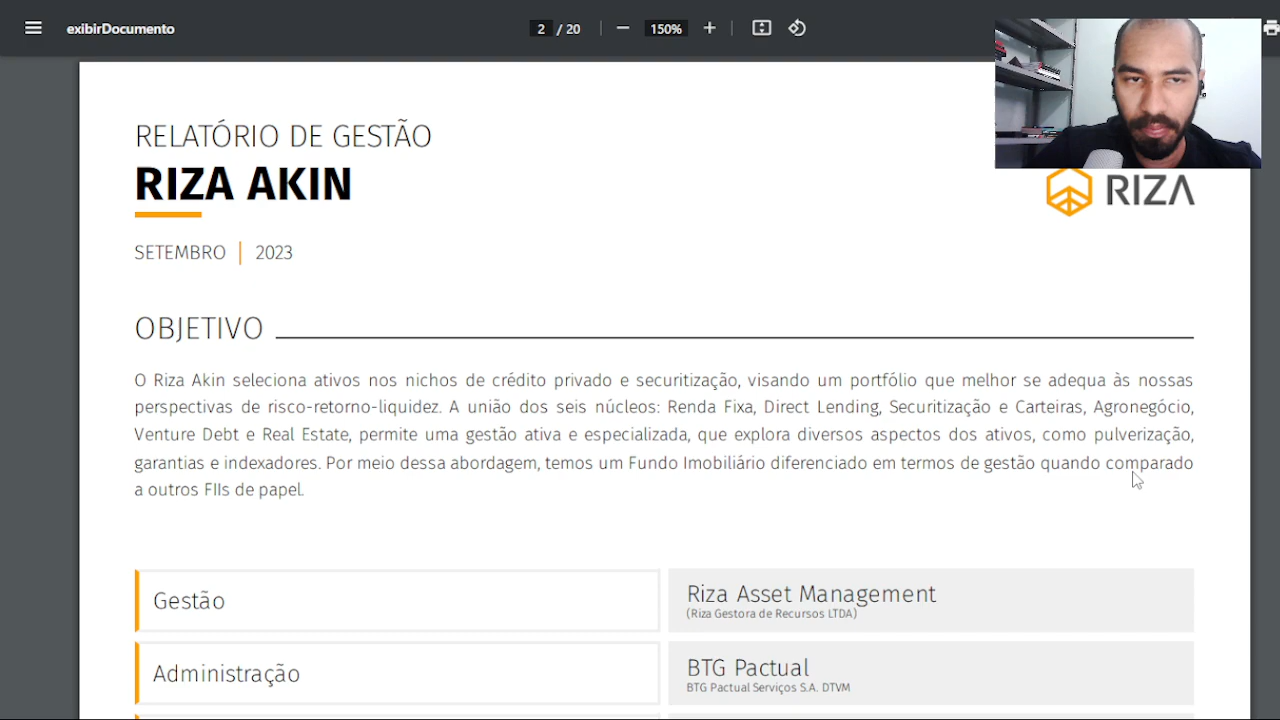 exibirDocumento
2 / 20
150%
RELATÓRIO DE GESTÃO
RIZA AKIN
RIZA
SETEMBRO | 2023
OBJETIVO
O Riza Akin seleciona ativos nos nichos de crédito privado e securitização, visando um portfólio que melhor se adequa às nossas
perspectivas de risco-retorno-liquidez. A união dos seis núcleos: Renda Fixa, Direct Lending, Securitização e Carteiras, Agronegócio,
Venture Debt e Real Estate, permite uma gestão ativa e especializada, que explora diversos aspectos dos ativos, como pulverização,
garantias e indexadores. Por meio dessa abordagem, temos um Fundo Imobiliário diferenciado em termos de gestão quando comparado
a outros FIIs de papel.
Gestão
Riza Asset Management
(Riza Gestora de Recursos LTDA)
Administração
BTG Pactual
BTG Pactual Serviços S.A. DTVM